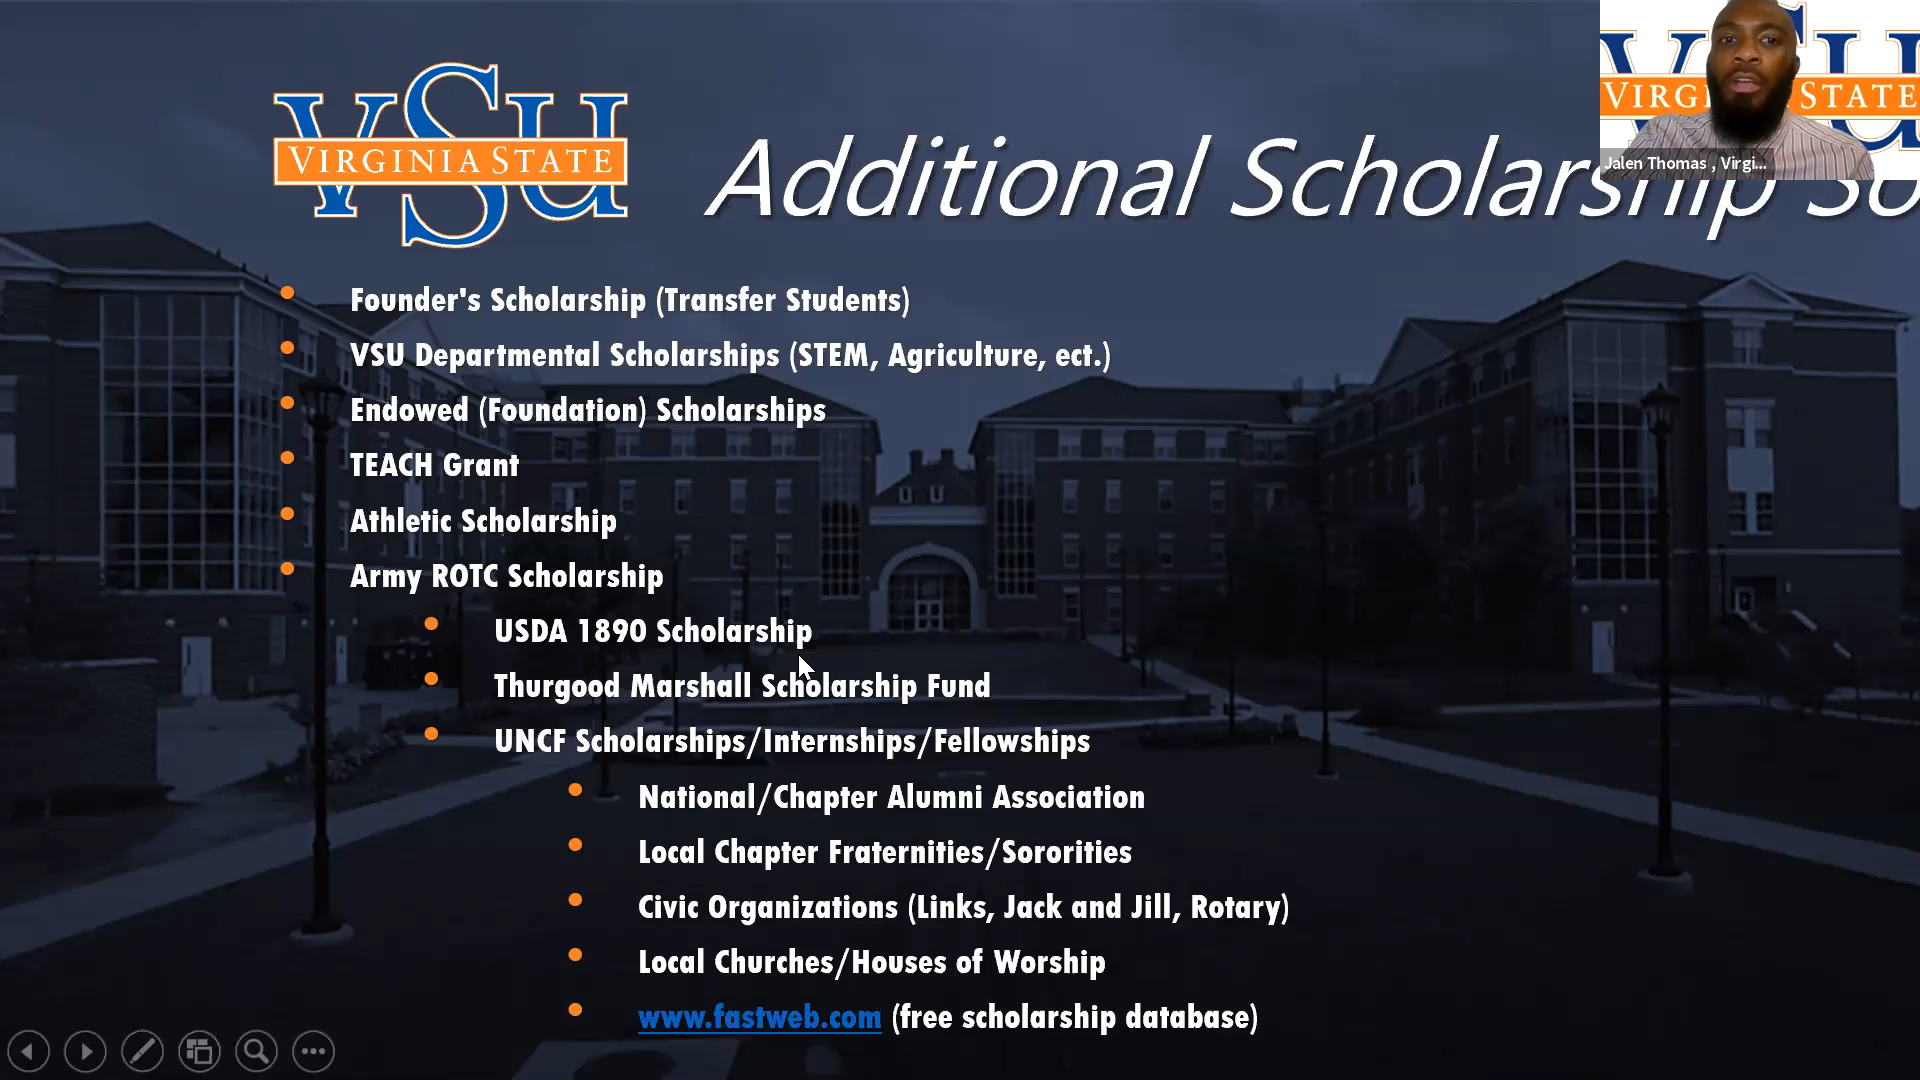 VSU
VIRGINIA STATE
Additional Scholarship So
VIRG STATE
Jalen Thomas , Virgi...
• Founder's Scholarship (Transfer Students)
• VSU Departmental Scholarships (STEM, Agriculture, ect.)
• Endowed (Foundation) Scholarships
• TEACH Grant
• Athletic Scholarship
• Army ROTC Scholarship
• USDA 1890 Scholarship
• Thurgood Marshall Scholarship Fund
• UNCF Scholarships/Internships/Fellowships
• National/Chapter Alumni Association
• Local Chapter Fraternities/Sororities
• Civic Organizations (Links, Jack and Jill, Rotary)
• Local Churches/Houses of Worship
• www.fastweb.com (free scholarship database)